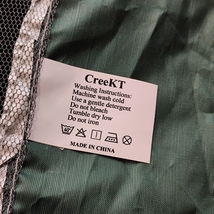 CreeKT
Washing Instructions:
Machine wash cold
Use a gentle detergent
Do not bleach
Tumble dry low
Do not iron
MADE IN CHINA